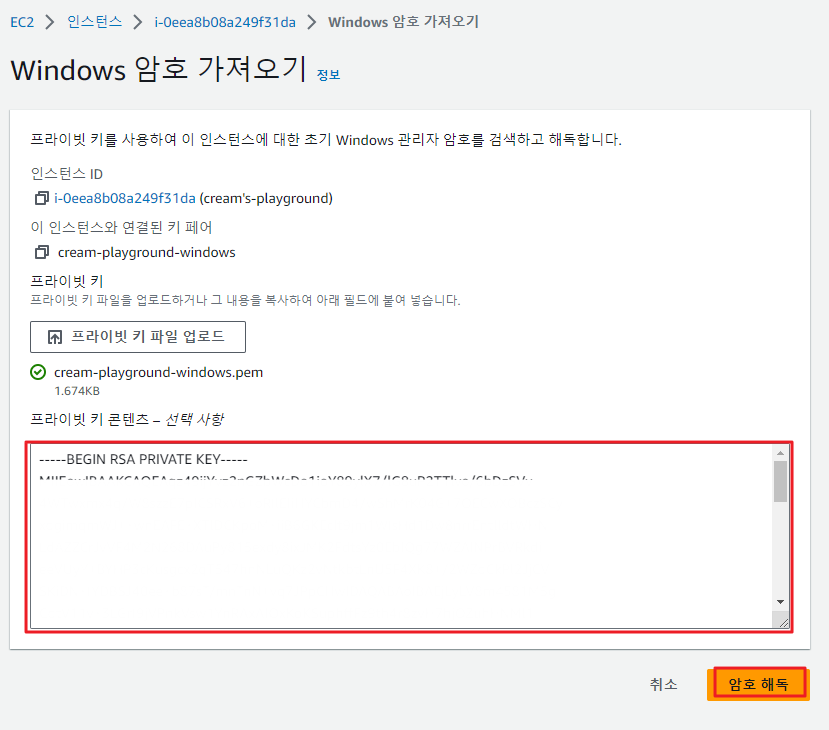 EC2 > 인스턴스 > i-0eea8b08a249f31da > Windows 암호 가져오기
Windows 암호 가져오기 정보
프라이빗 키를 사용하여 이 인스턴스에 대한 초기 Windows 관리자 암호를 검색하고 해독합니다.
인스턴스 ID
i-0eea8b08a249f31da (cream's-playground)
이 인스턴스와 연결된 키 페어
cream-playground-windows
프라이빗 키
프라이빗 키 파일을 업로드하거나 그 내용을 복사하여 아래 필드에 붙여 넣습니다.
프라이빗 키 파일 업로드
cream-playground-windows.pem
1.674KB
프라이빗 키 콘텐츠 – 선택 사항
-----BEGIN RSA PRIVATE KEY-----
취소 암호 해독